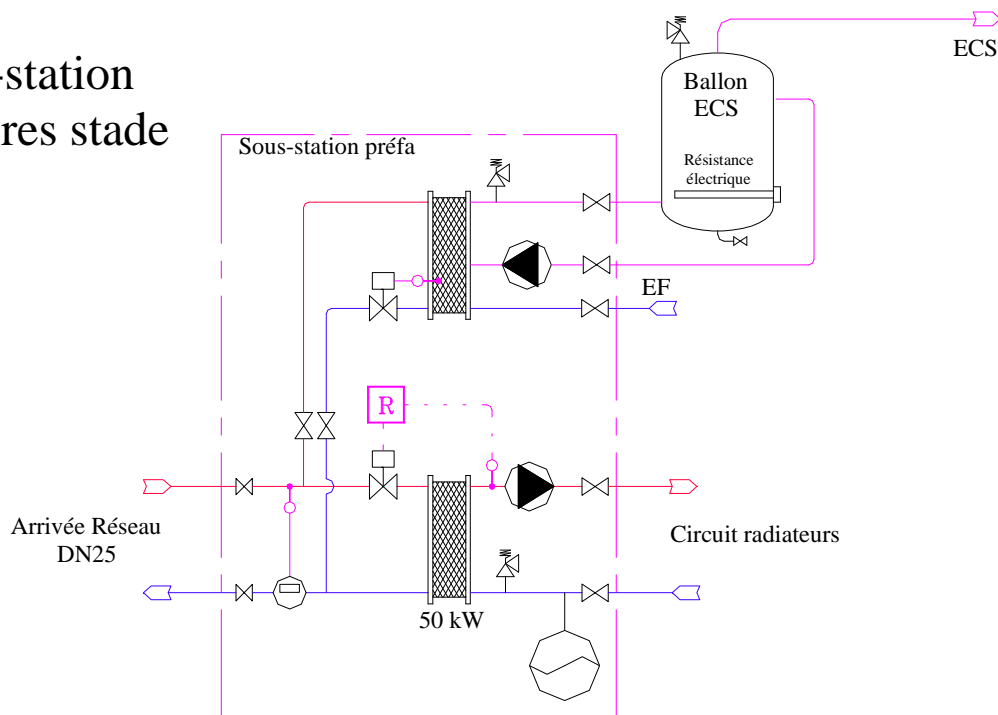 -station
res stade
ECS
Ballon
ECS
Résistance
électrique
Sous-station préfa
EF
R
Arrivée Réseau
DN25
Circuit radiateurs
50 kW